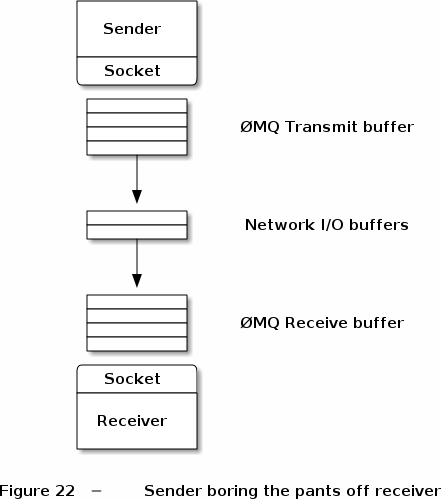 Sender
Socket
ØMQ Transmit buffer
Network I/O buffers
ØMQ Receive buffer
Socket
Receiver
Figure 22 – Sender boring the pants off receiver